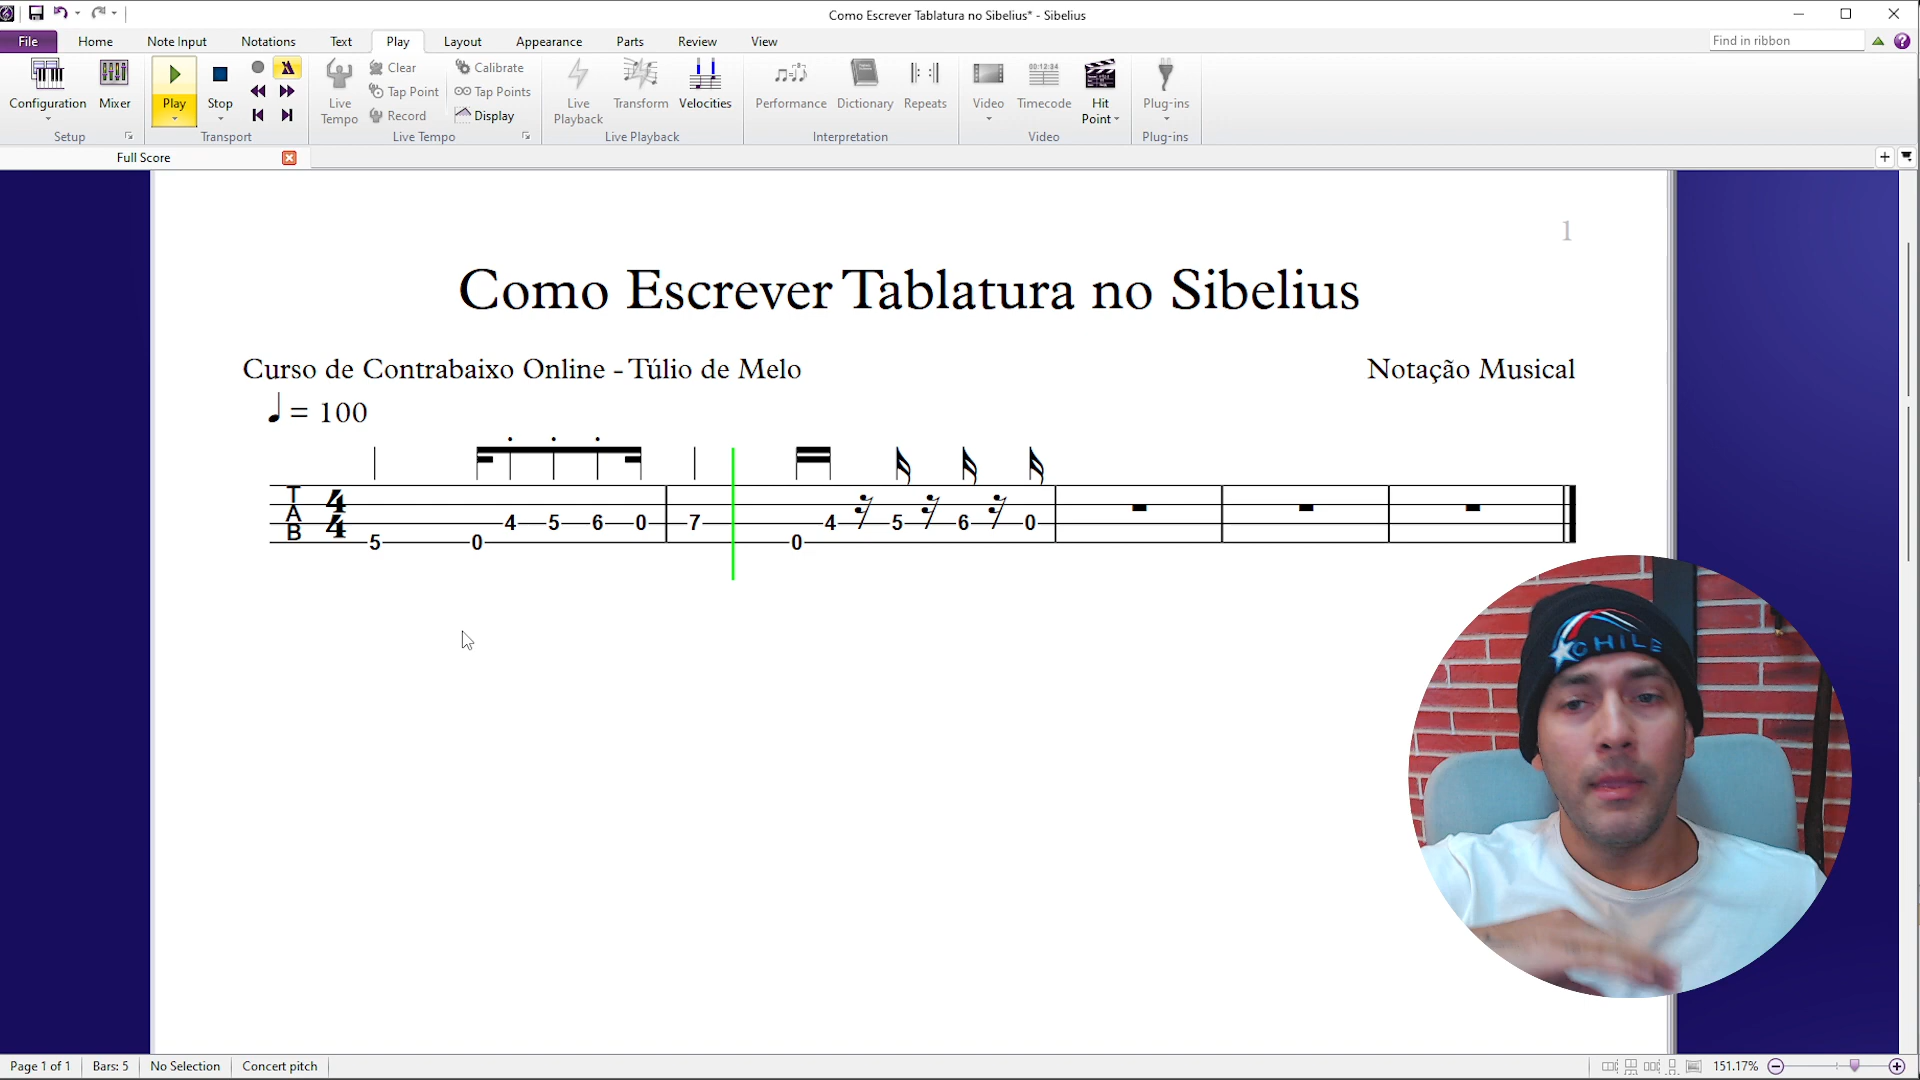 Como Escrever Tablatura no Sibelius* - Sibelius
File Home Note Input Notations Text Play Layout Appearance Parts Review View Find in ribbon
Configuration Mixer Play Stop Live Tempo Clear Tap Point Record Calibrate Tap Points Display Live Playback Transform Velocities Performance Dictionary Repeats Video Timecode 00:12:34 Hit Point Plug-ins
Setup Transport Live Tempo Live Playback Interpretation Video Plug-ins
Full Score
1
Como Escrever Tablatura no Sibelius
Curso de Contrabaixo Online - Túlio de Melo Notação Musical
= 100
T A B 4 4 5 0 4 5 6 0 7 0 4 5 6 0
CHILE
Page 1 of 1 Bars: 5 No Selection Concert pitch 151.17%